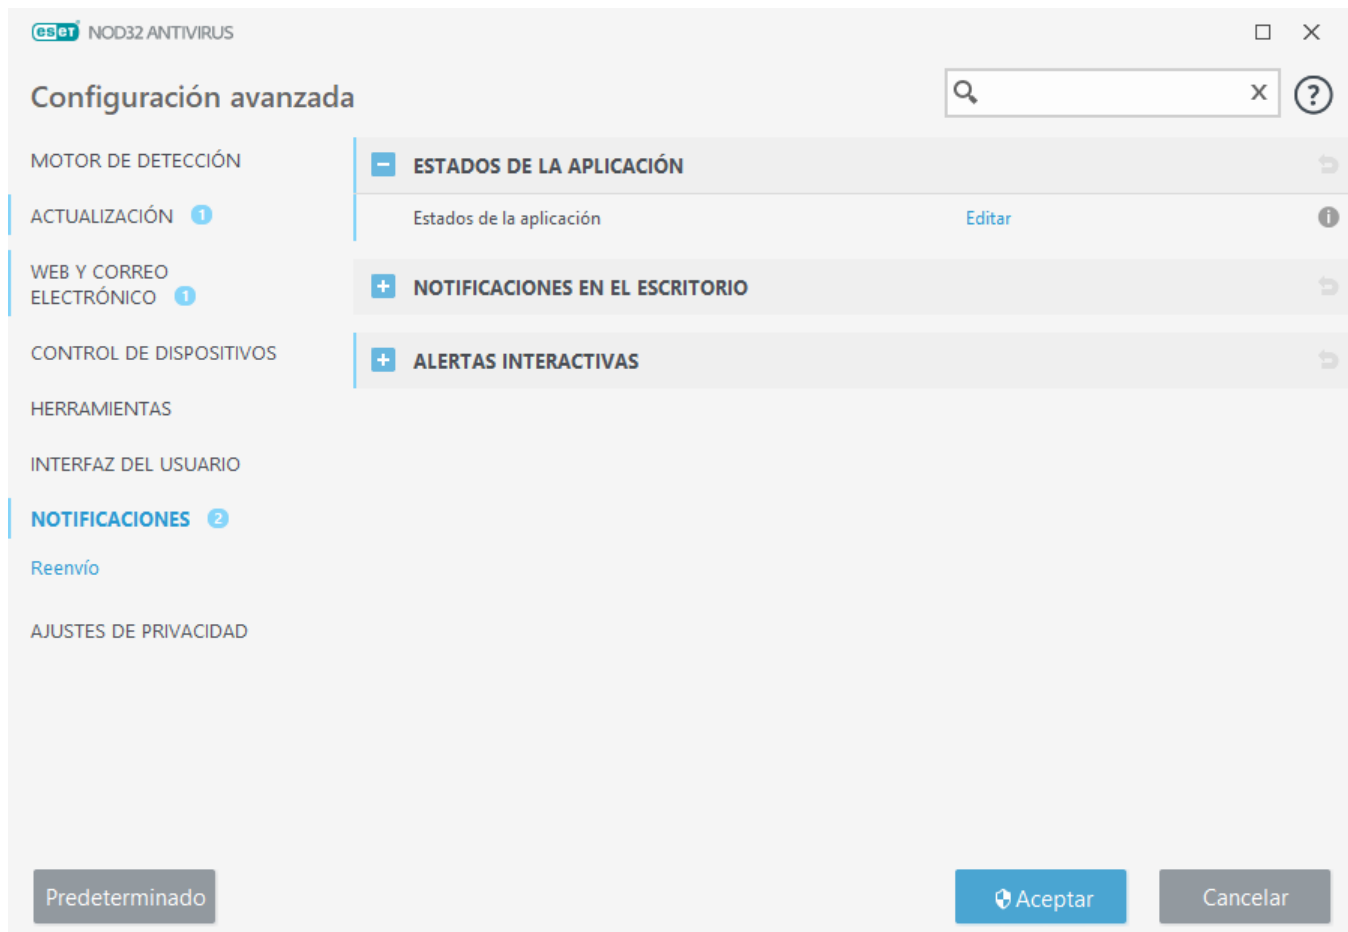 eset NOD32 ANTIVIRUS
Configuración avanzada
x ?
MOTOR DE DETECCIÓN
ACTUALIZACIÓN 1
WEB Y CORREO
ELECTRÓNICO 1
CONTROL DE DISPOSITIVOS
HERRAMIENTAS
INTERFAZ DEL USUARIO
NOTIFICACIONES 2
Reenvío
AJUSTES DE PRIVACIDAD
ESTADOS DE LA APLICACIÓN
Estados de la aplicación Editar i
NOTIFICACIONES EN EL ESCRITORIO
ALERTAS INTERACTIVAS
Predeterminado Aceptar Cancelar